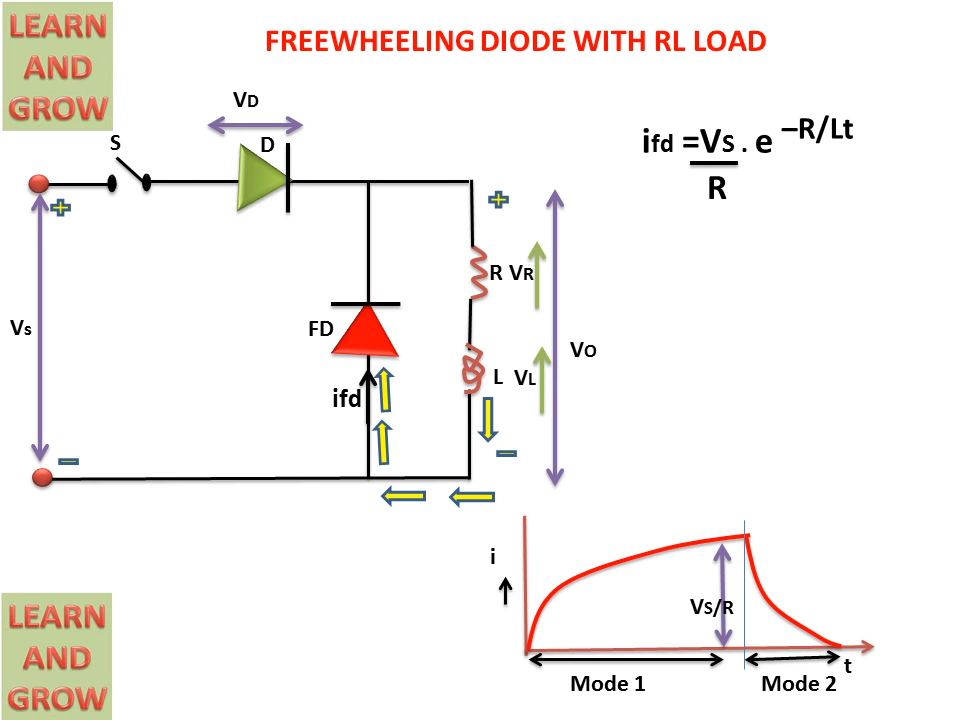 LEARN
AND
GROW
FREEWHEELING DIODE WITH RL LOAD
VD
S
D
ifd =VS . e –R/Lt
R
+
+
R VR
Vs
FD
VO
L VL
ifd
–
–
i
VS/R
t
Mode 1
Mode 2
LEARN
AND
GROW